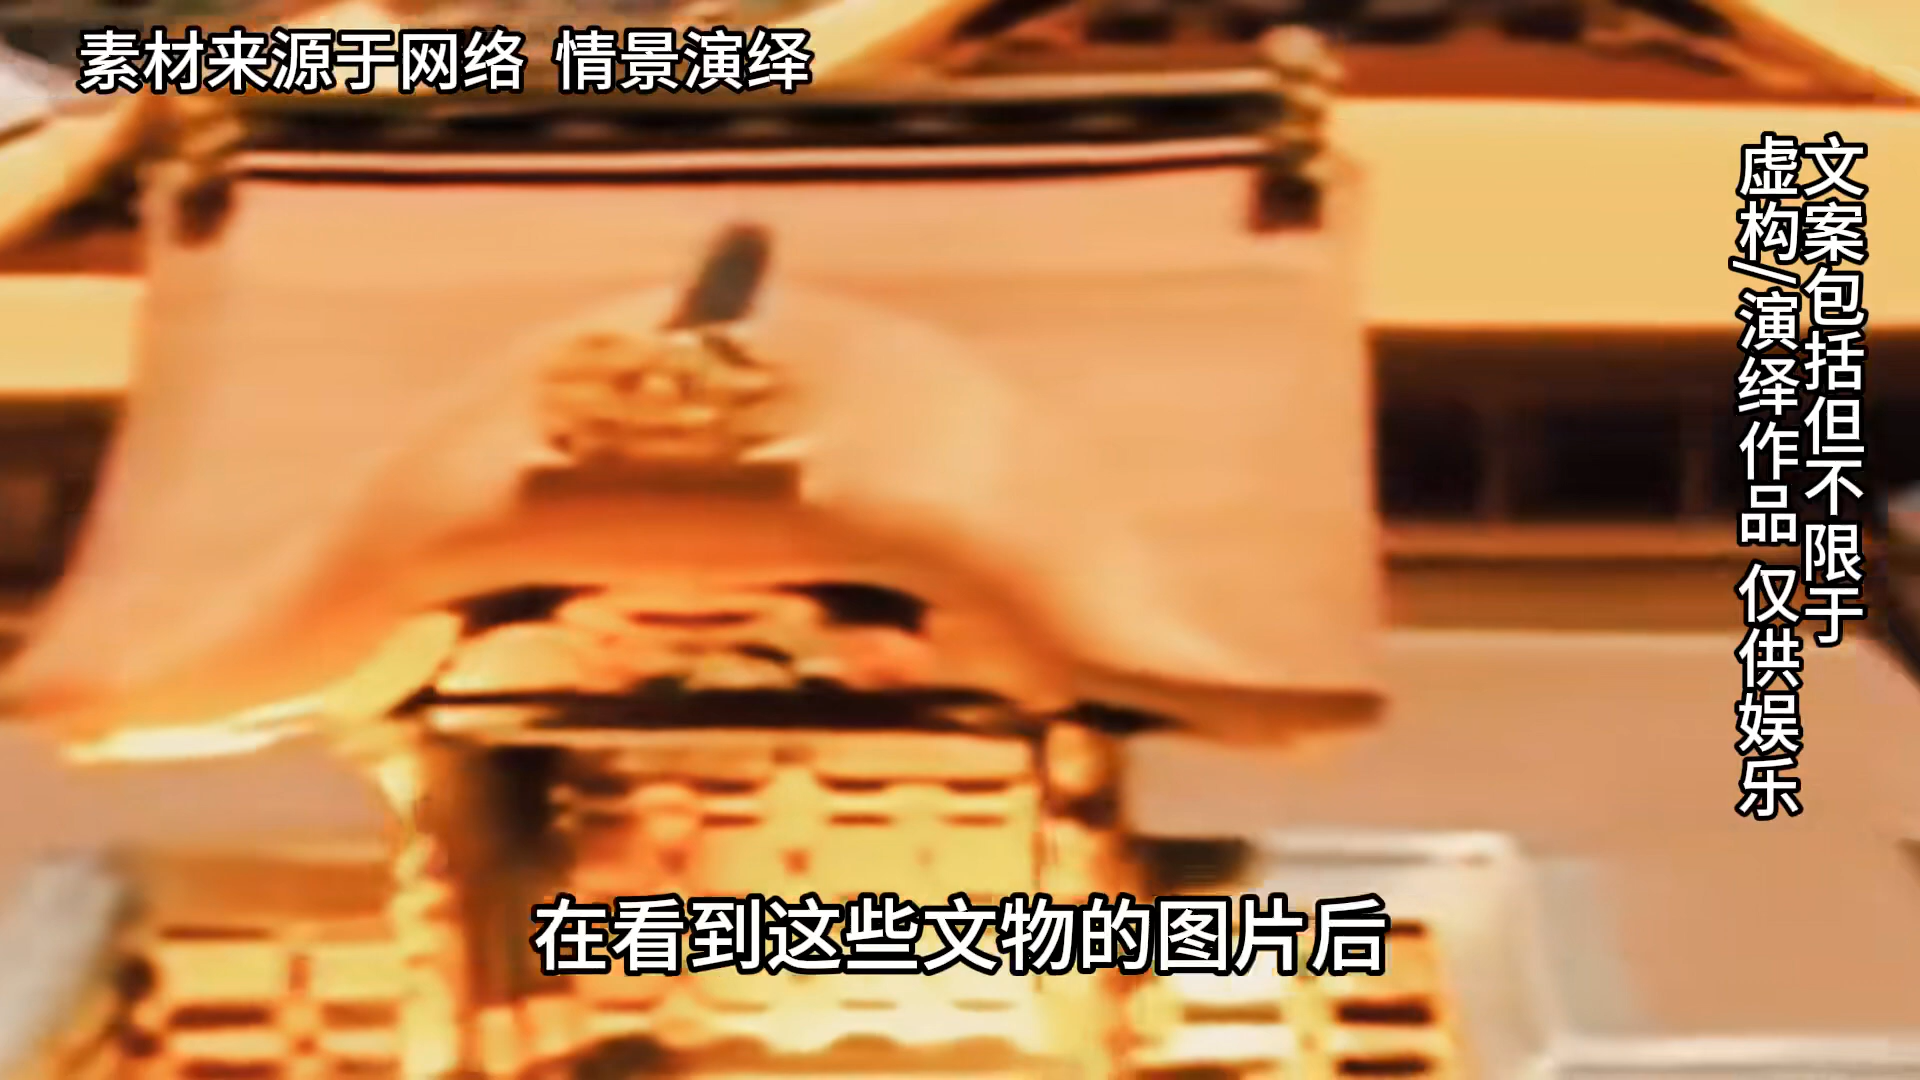 素材来源于网络 情景演绎
文案包括但不限于
虚构/演绎作品 仅供娱乐
在看到这些文物的图片后